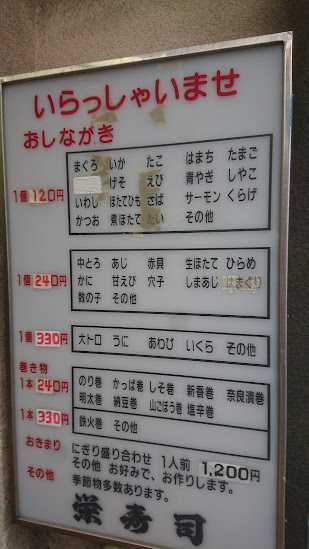 いらっしゃいませ
おしながき
1個 120円
まぐろ いか たこ はまち たまご
げそ えび 青やぎ しゃこ
いわし ほたてひも さば サーモン くらげ
かつお 煮ほたて たい その他
1個 240円
中とろ あじ 赤貝 生ほたて ひらめ
かに 甘えび 穴子 しまあじ はまぐり
数の子 その他
1個 330円
大トロ うに あわび いくら その他
巻き物
1本 240円
のり巻 かっぱ巻 しそ巻 新香巻 奈良漬巻
明太巻 納豆巻 山ごぼう巻 塩辛巻
1本 330円
鉄火巻 その他
おきまり にぎり盛り合わせ 1人前 1,200円
その他 その他 お好みで、お作りします。
季節物多数あります。
栄寿司